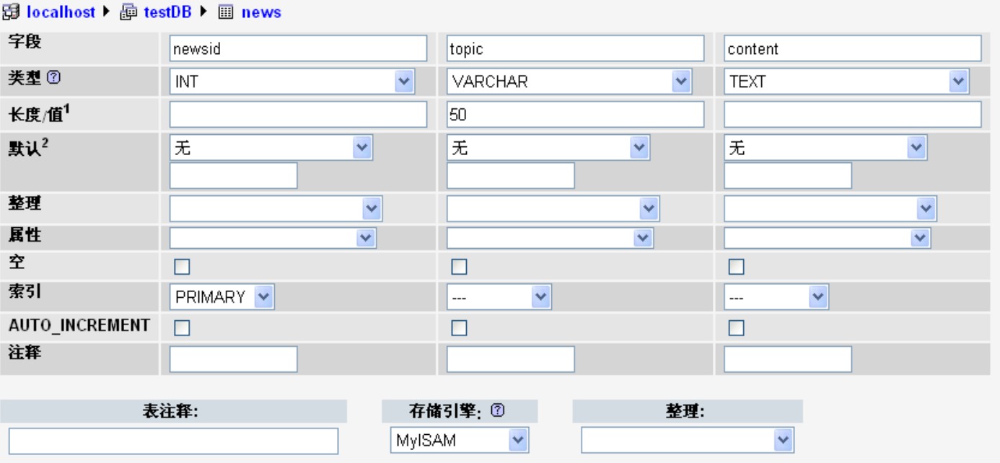 localhost ▸ testDB ▸ news
字段 newsid topic content
类型 INT VARCHAR TEXT
长度/值1 50
默认2 无 无 无
整理
属性
空
索引 PRIMARY --- ---
AUTO_INCREMENT
注释
表注释: 存储引擎: 整理:
MyISAM